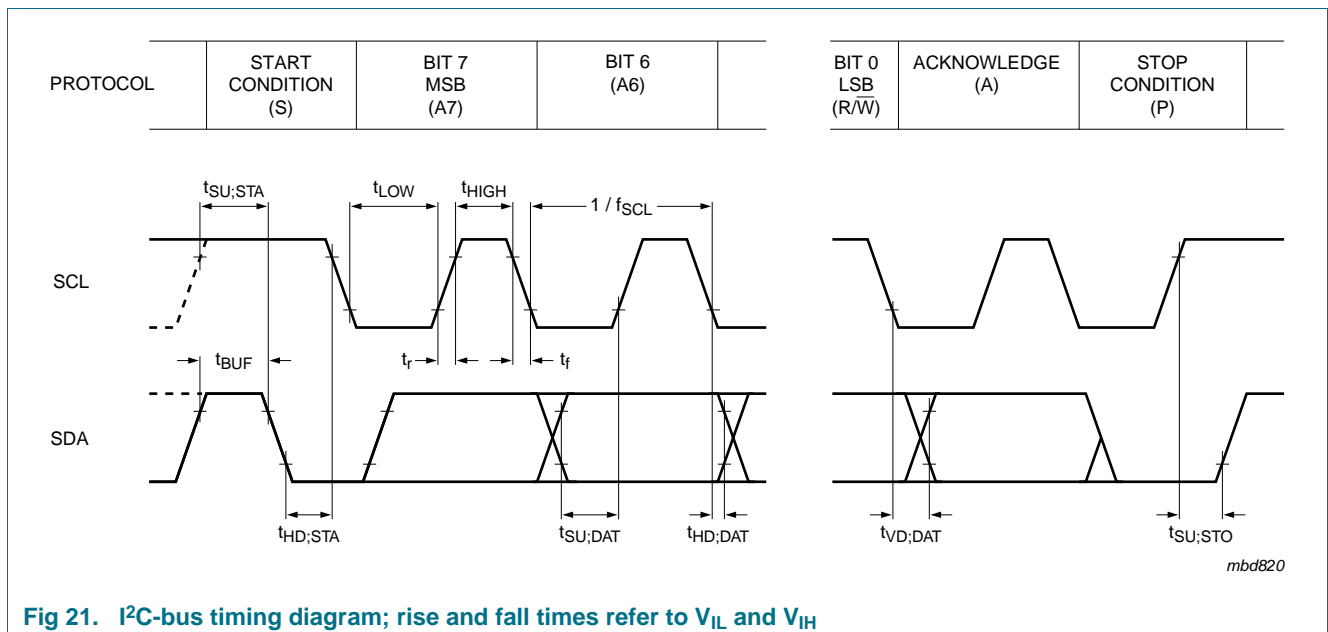 PROTOCOL
START
CONDITION
(S)
BIT 7
MSB
(A7)
BIT 6
(A6)
BIT 0
LSB
(R/W̅)
ACKNOWLEDGE
(A)
STOP
CONDITION
(P)
tSU;STA
tLOW
tHIGH
1 / fSCL
SCL
tBUF
tr
tf
SDA
tHD;STA
tSU;DAT
tHD;DAT
tVD;DAT
tSU;STO
mbd820
Fig 21. I²C-bus timing diagram; rise and fall times refer to VIL and VIH